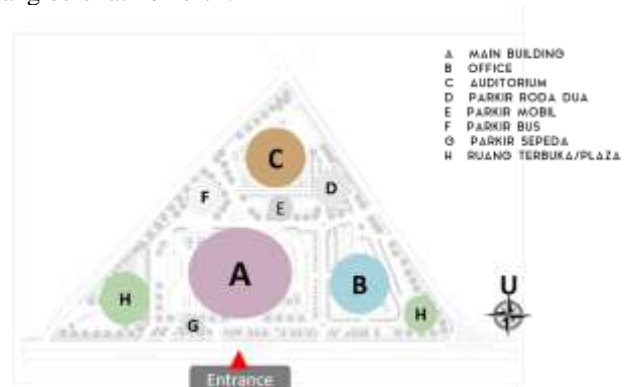 A MAIN BUILDING
B OFFICE
C AUDITORIUM
D PARKIR RODA DUA
E PARKIR MOBIL
F PARKIR BUS
G PARKIR SEPEDA
H RUANG TERBUKA/PLAZA
C
F
D
E
A
B
H
H
G
U
Entrance